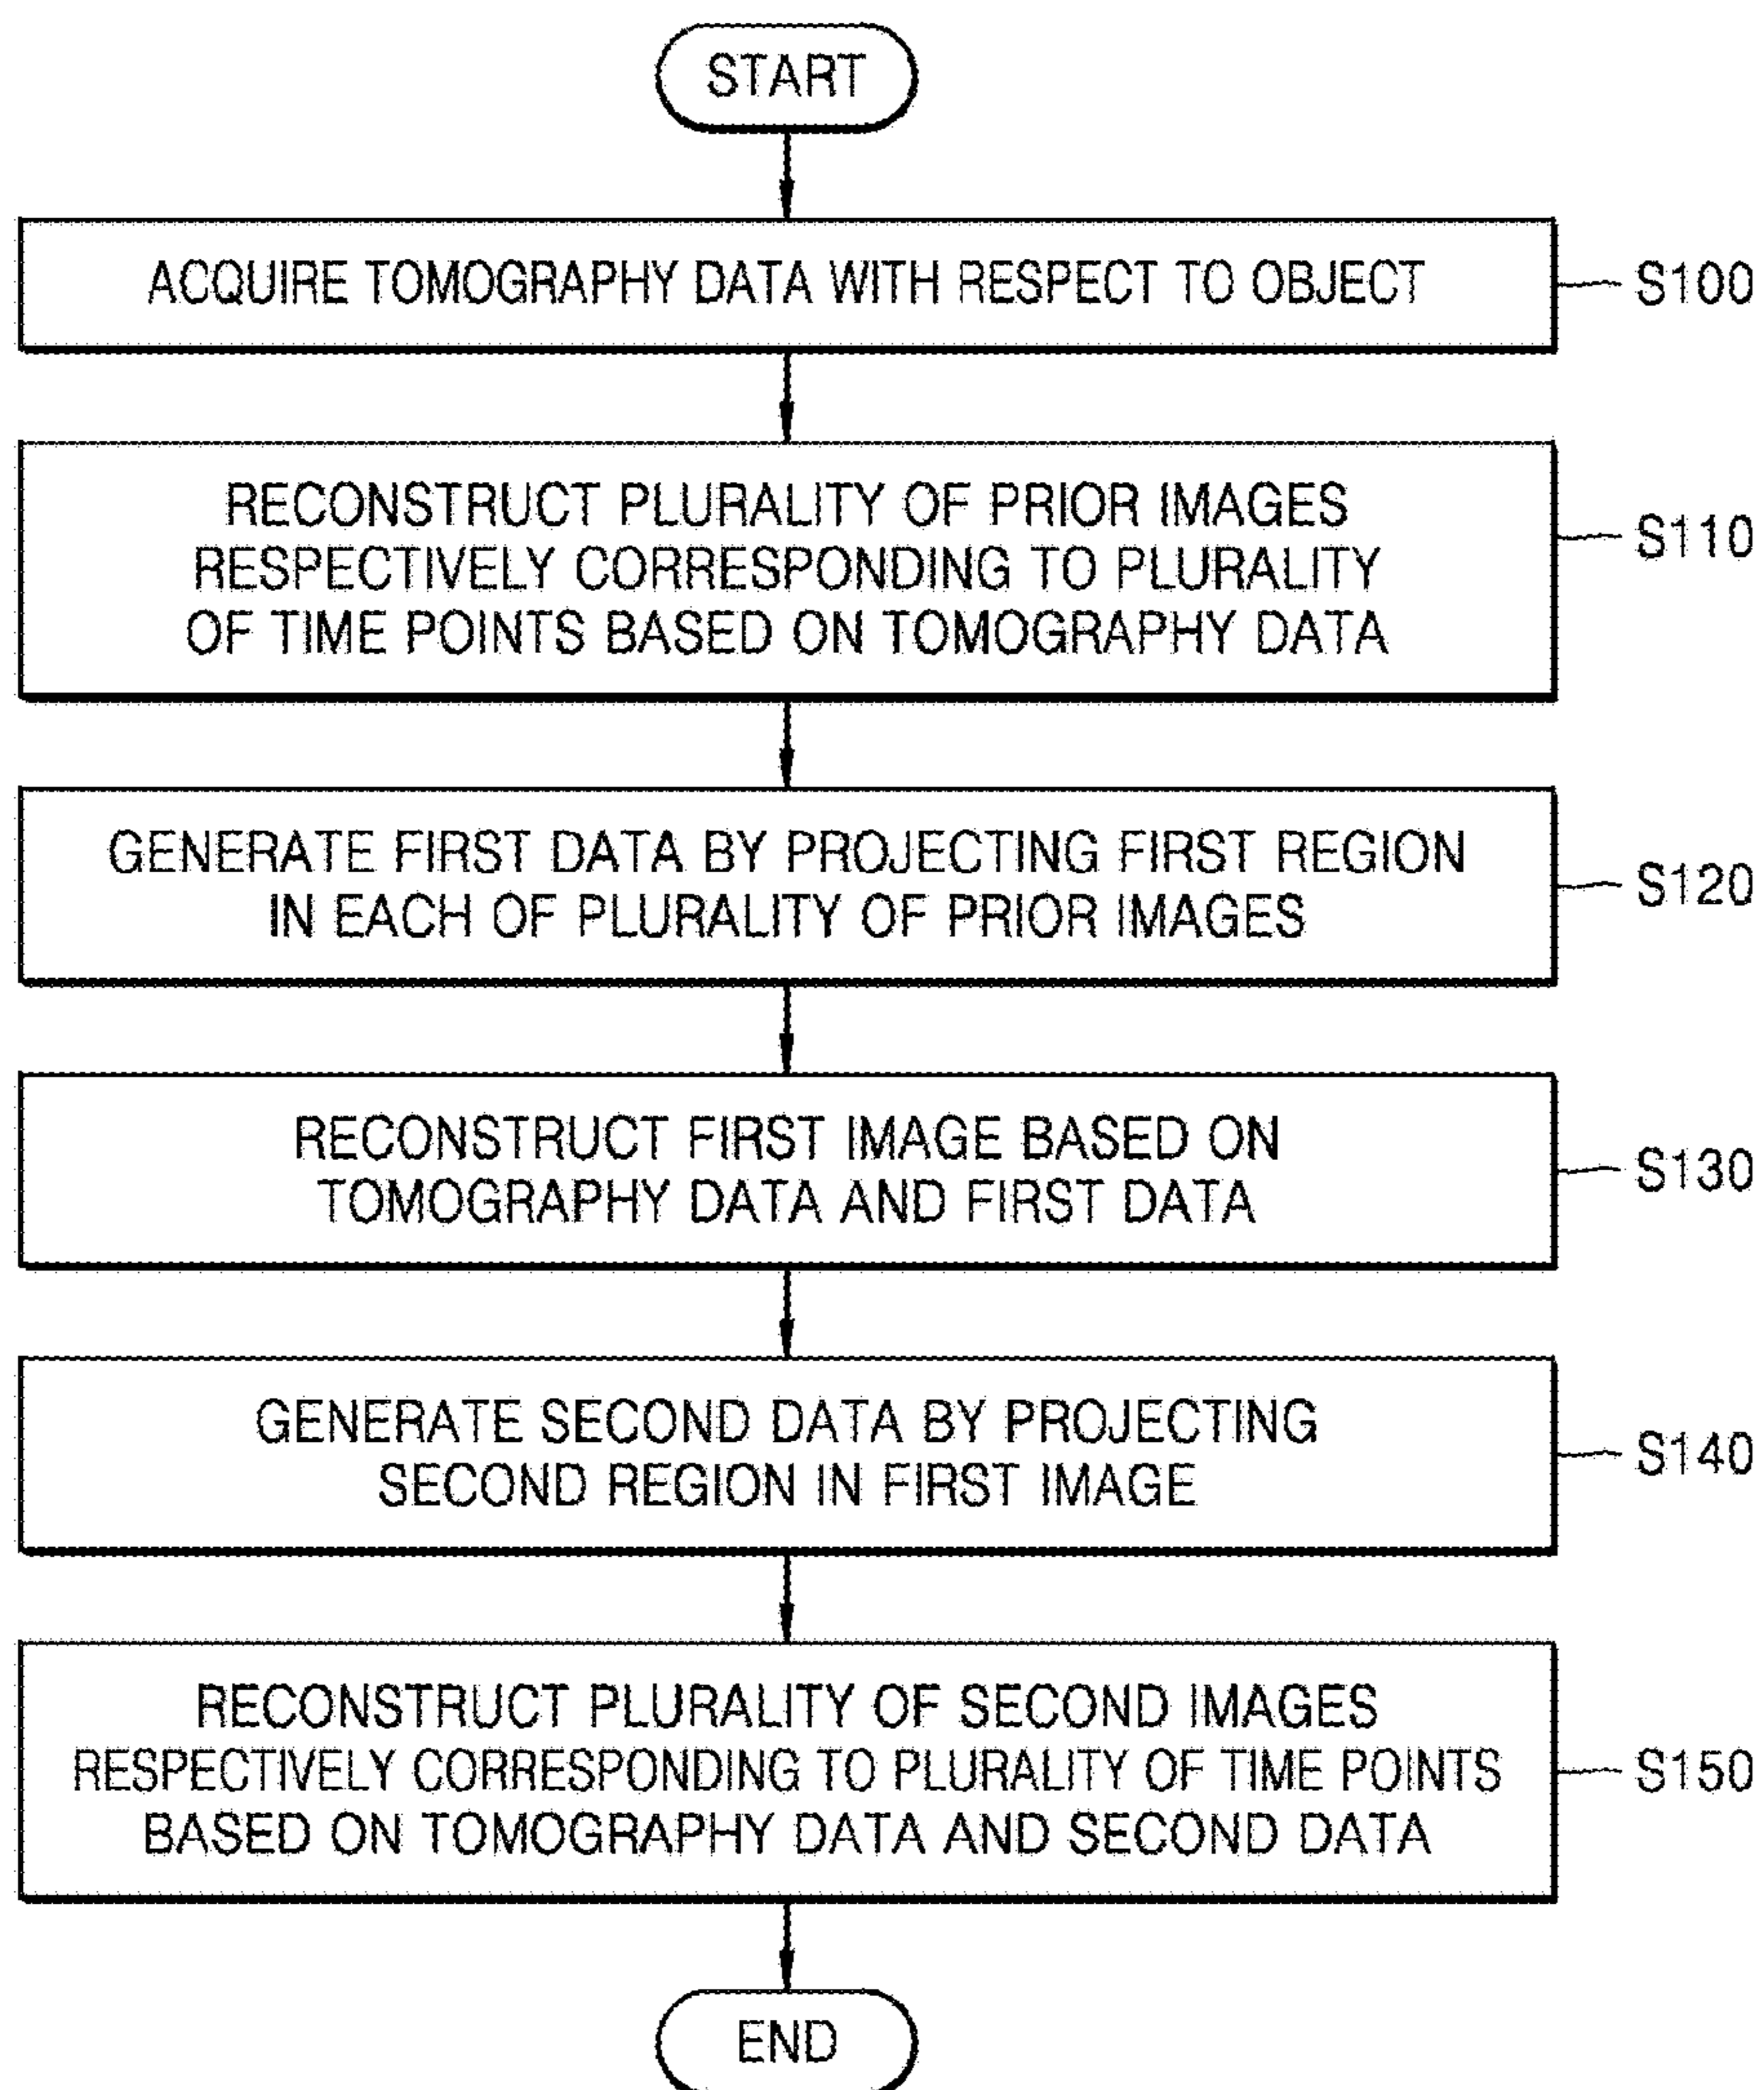 START
ACQUIRE TOMOGRAPHY DATA WITH RESPECT TO OBJECT
S100
RECONSTRUCT PLURALITY OF PRIOR IMAGES
RESPECTIVELY CORRESPONDING TO PLURALITY
OF TIME POINTS BASED ON TOMOGRAPHY DATA
S110
GENERATE FIRST DATA BY PROJECTING FIRST REGION
IN EACH OF PLURALITY OF PRIOR IMAGES
S120
RECONSTRUCT FIRST IMAGE BASED ON
TOMOGRAPHY DATA AND FIRST DATA
S130
GENERATE SECOND DATA BY PROJECTING
SECOND REGION IN FIRST IMAGE
S140
RECONSTRUCT PLURALITY OF SECOND IMAGES
RESPECTIVELY CORRESPONDING TO PLURALITY OF TIME POINTS
BASED ON TOMOGRAPHY DATA AND SECOND DATA
S150
END